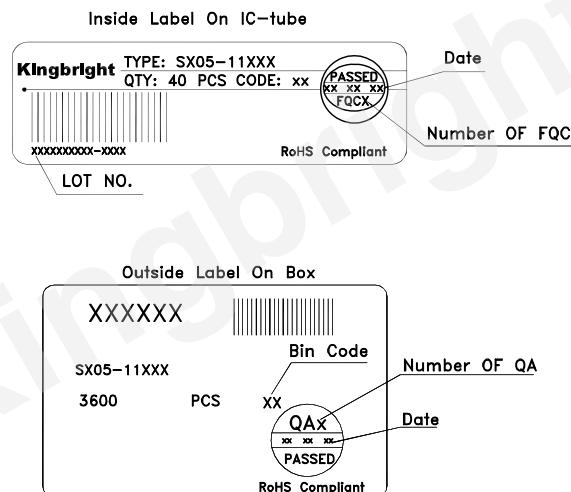 Inside Label On IC-tube
Kingbright
TYPE: SX05-11XXX
QTY: 40 PCS CODE: xx
PASSED
xx xx xx
FQCX
Date
Number OF FQC
XXXXXXXXXX-XXXX
RoHS Compliant
LOT NO.
Outside Label On Box
XXXXXX
SX05-11XXX
Bin Code
3600 PCS XX
Number OF QA
QAx
Date
xx xx xx
PASSED
RoHS Compliant
Kingbright